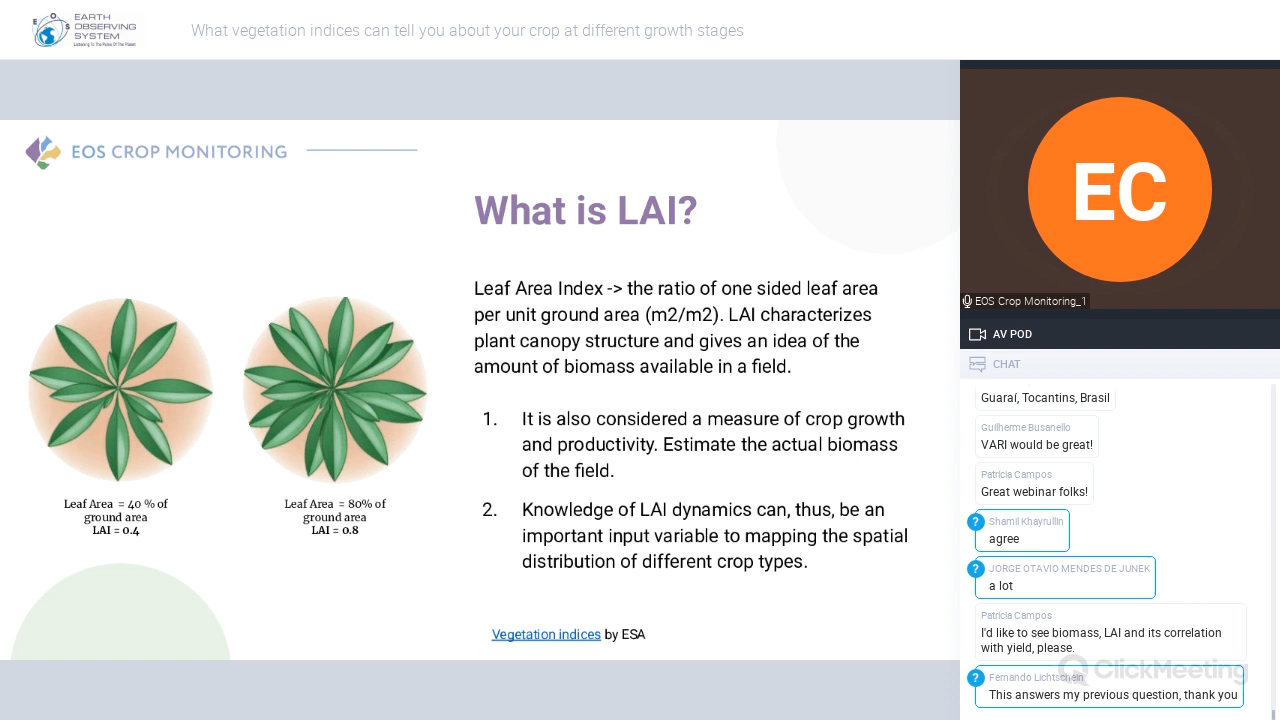 EARTH
OBSERVING
SYSTEM
E O S
Listening To The Pulse Of The Planet
What vegetation indices can tell you about your crop at different growth stages
EOS CROP MONITORING
What is LAI?
Leaf Area Index -> the ratio of one sided leaf area
per unit ground area (m2/m2). LAI characterizes
plant canopy structure and gives an idea of the
amount of biomass available in a field.
1. It is also considered a measure of crop growth
and productivity. Estimate the actual biomass
of the field.
2. Knowledge of LAI dynamics can, thus, be an
important input variable to mapping the spatial
distribution of different crop types.
Leaf Area = 40 % of
ground area
LAI = 0.4
Leaf Area = 80% of
ground area
LAI = 0.8
Vegetation indices by ESA
EC
EOS Crop Monitoring_1
AV POD
CHAT
Guaraí, Tocantins, Brasil
Guilherme Busanello
VARI would be great!
Patrícia Campos
Great webinar folks!
?
Shamil Khayrullin
agree
?
JORGE OTAVIO MENDES DE JUNEK
a lot
Patrícia Campos
I'd like to see biomass, LAI and its correlation
with yield, please.
?
Fernando Lichtschein
This answers my previous question, thank you
ClickMeeting